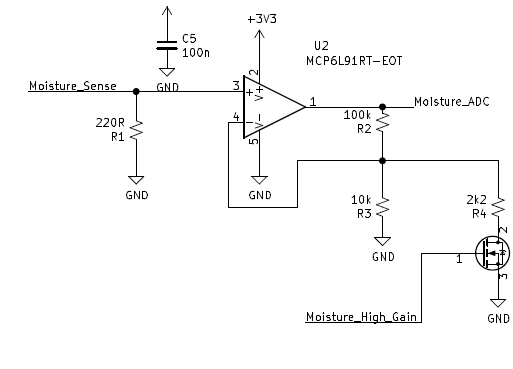 +3V3
C5
100n
GND
U2
MCP6L91RT-EOT
2
Moisture_Sense
3
+
V+
1
Moisture_ADC
220R
R1
4
-
V-
5
100k
R2
GND
GND
10k
R3
2k2
R4
2
GND
1
3
Moisture_High_Gain
GND